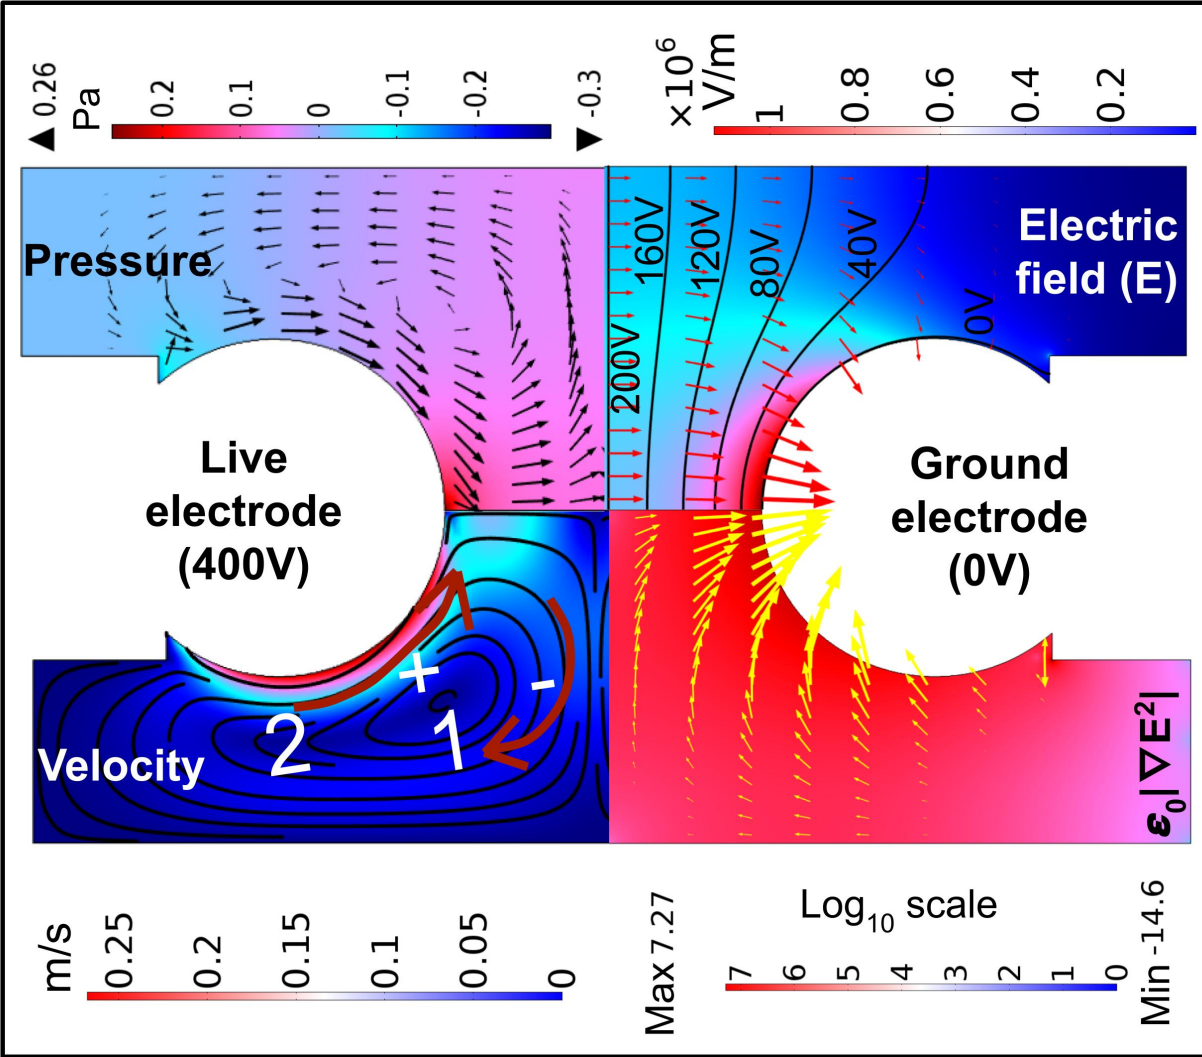 ▲ 0.26
Pa
0.2
0.1
0
-0.1
-0.2
▼ -0.3
×10⁶
V/m
1
0.8
0.6
0.4
0.2
Pressure
200V
160V
120V
80V
40V
0V
Electric
field (E)
Live
electrode
(400V)
Ground
electrode
(0V)
Velocity
+
-
2
1
ε₀|∇E²|
m/s
0.25
0.2
0.15
0.1
0.05
0
Max 7.27
Log₁₀ scale
7
6
5
4
3
2
1
0
Min -14.6